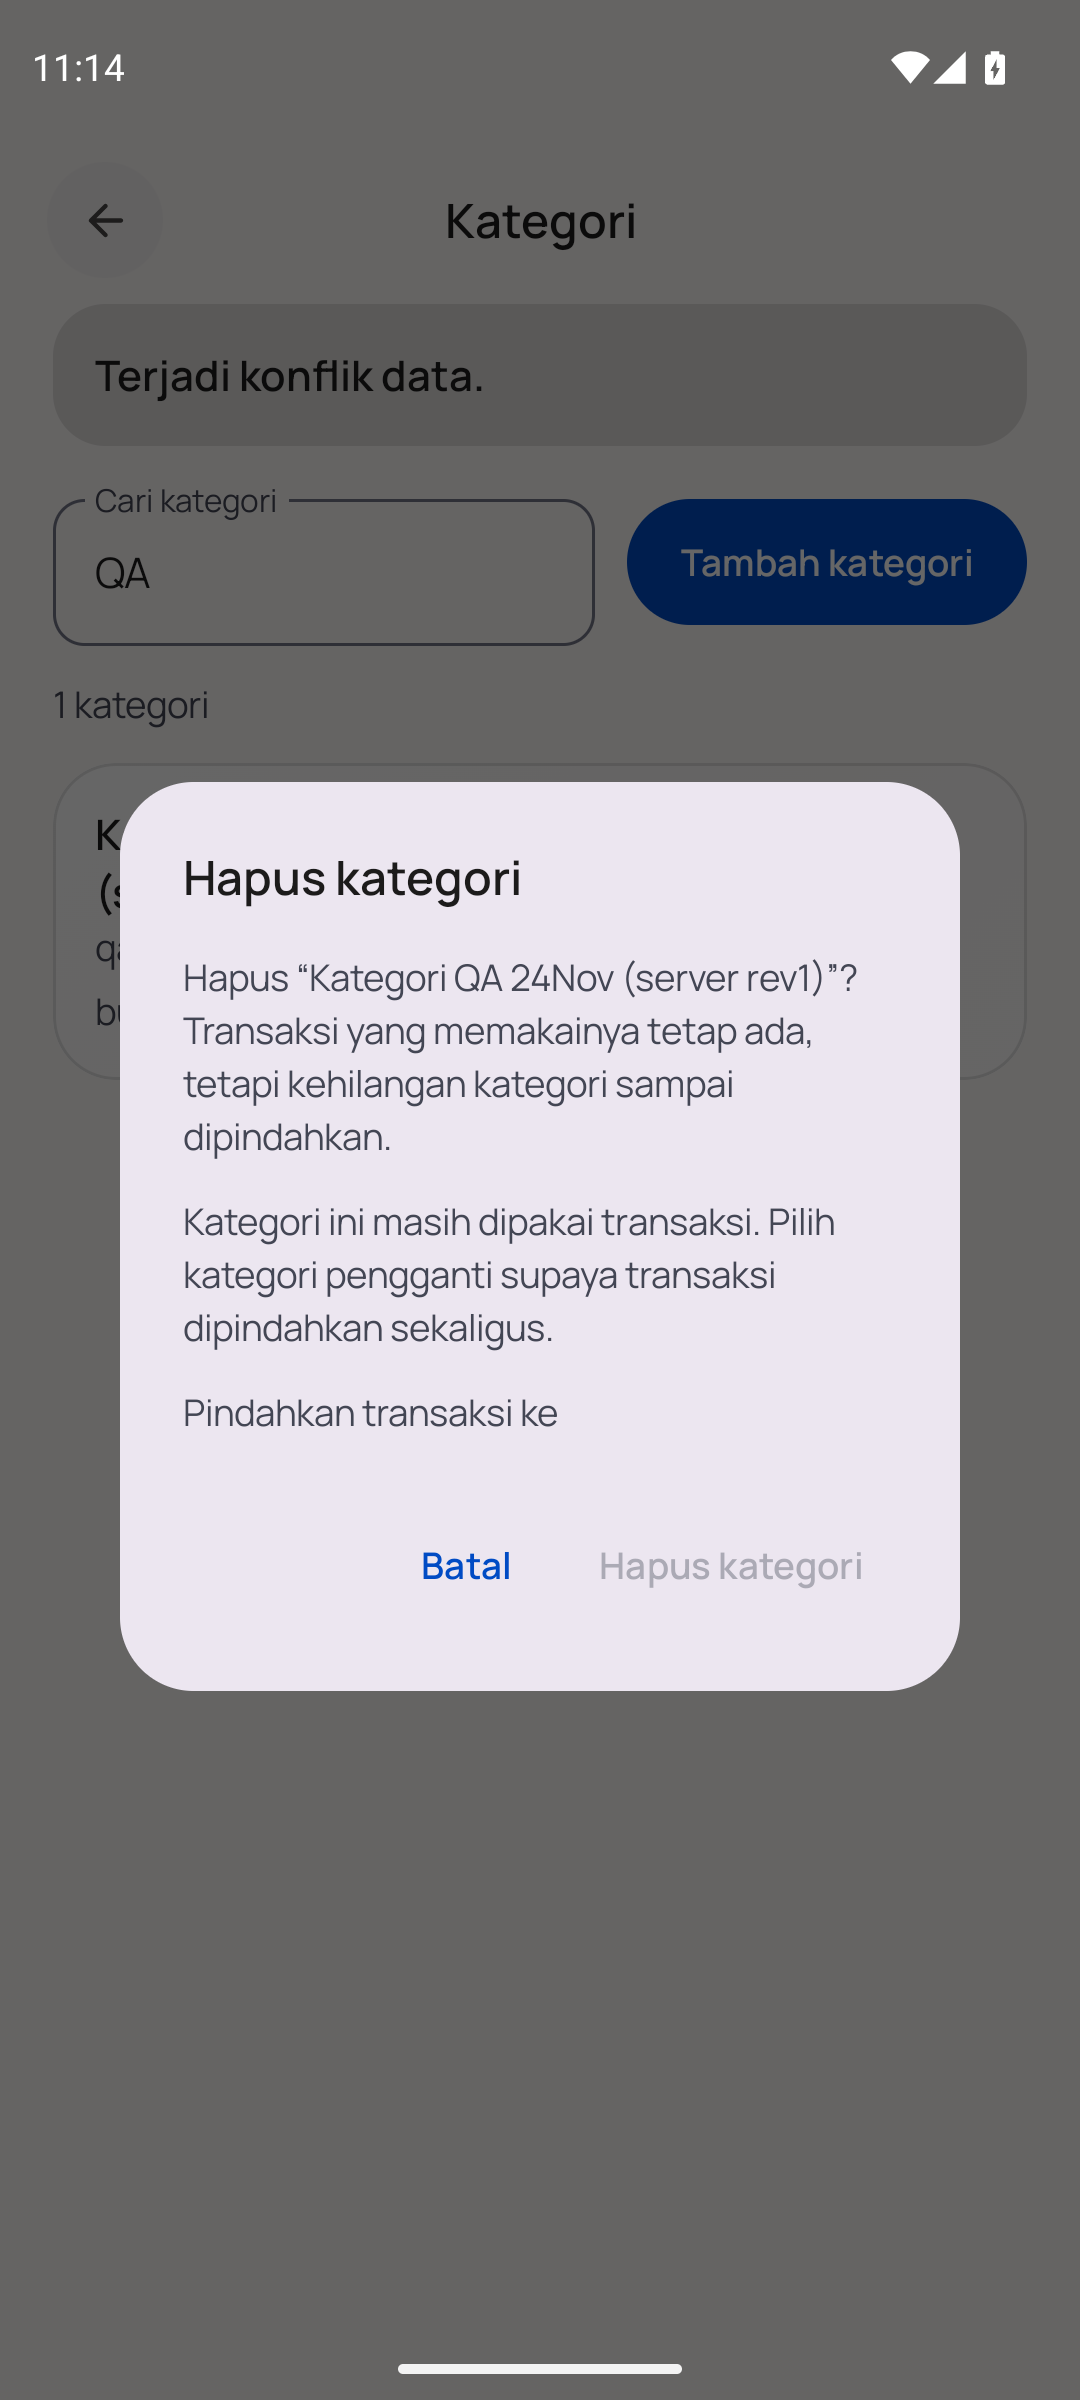 11:14
Kategori
Terjadi konflik data.
Cari kategori
QA
Tambah kategori
1 kategori
Hapus kategori
Hapus “Kategori QA 24Nov (server rev1)”?
Transaksi yang memakainya tetap ada,
tetapi kehilangan kategori sampai
dipindahkan.
Kategori ini masih dipakai transaksi. Pilih
kategori pengganti supaya transaksi
dipindahkan sekaligus.
Pindahkan transaksi ke
Batal
Hapus kategori